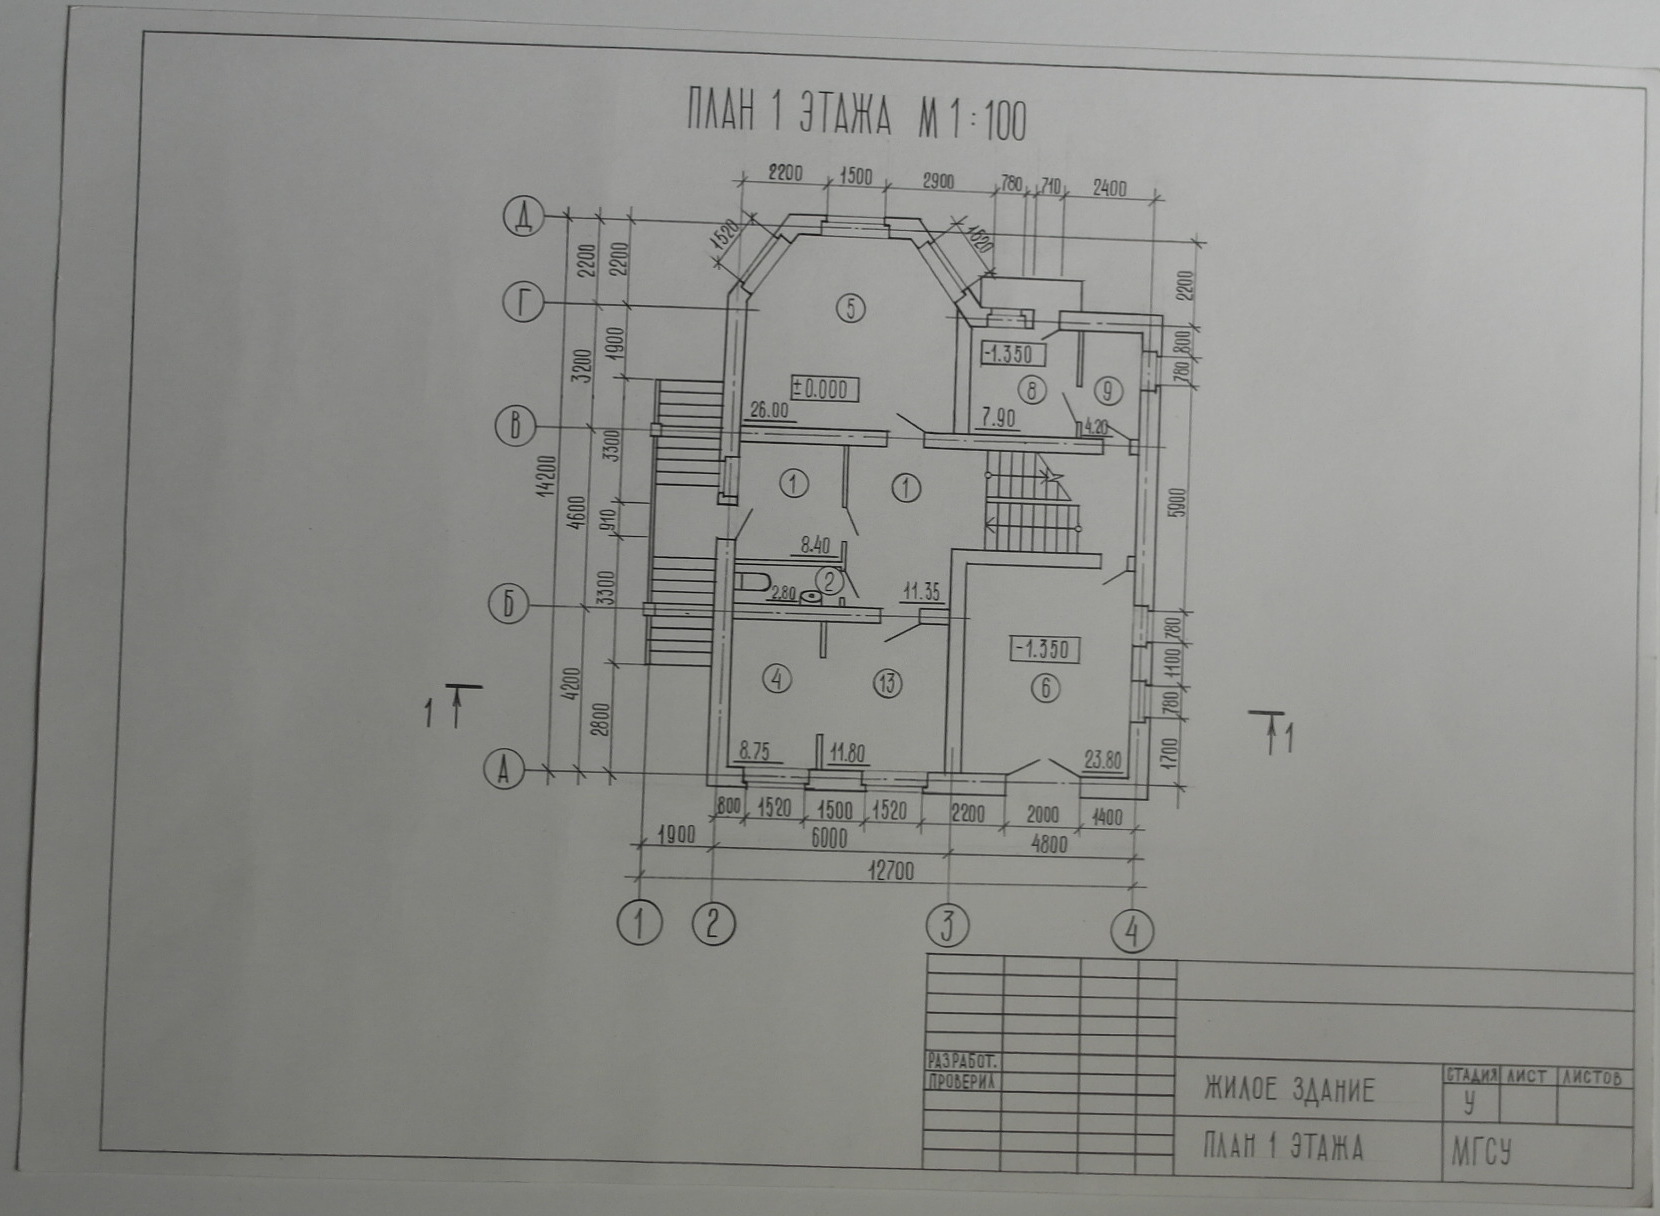 ПЛАН 1 ЭТАЖА М 1:100
2200 1500 2900 780 710 2400
1520 1520
Д
Г
В
Б
А
14200
2200 3200 4600 4200
2200 1900 3300 910 3300 2800
2200 800 780 5900 780 1100 780 1700
5
±0.000
26.00
-1.350
8
7.90
9
4.20
1
8.40
1
11.35
2
2.80
4
8.75
13
11.80
-1.350
6
23.80
1 1
800 1520 1500 1520 2200 2000 1400
1900 6000 4800
12700
1 2 3 4
РАЗРАБОТ.
ПРОВЕРИЛ
ЖИЛОЕ ЗДАНИЕ
СТАДИЯ ЛИСТ ЛИСТОВ
У
ПЛАН 1 ЭТАЖА
МГСУ